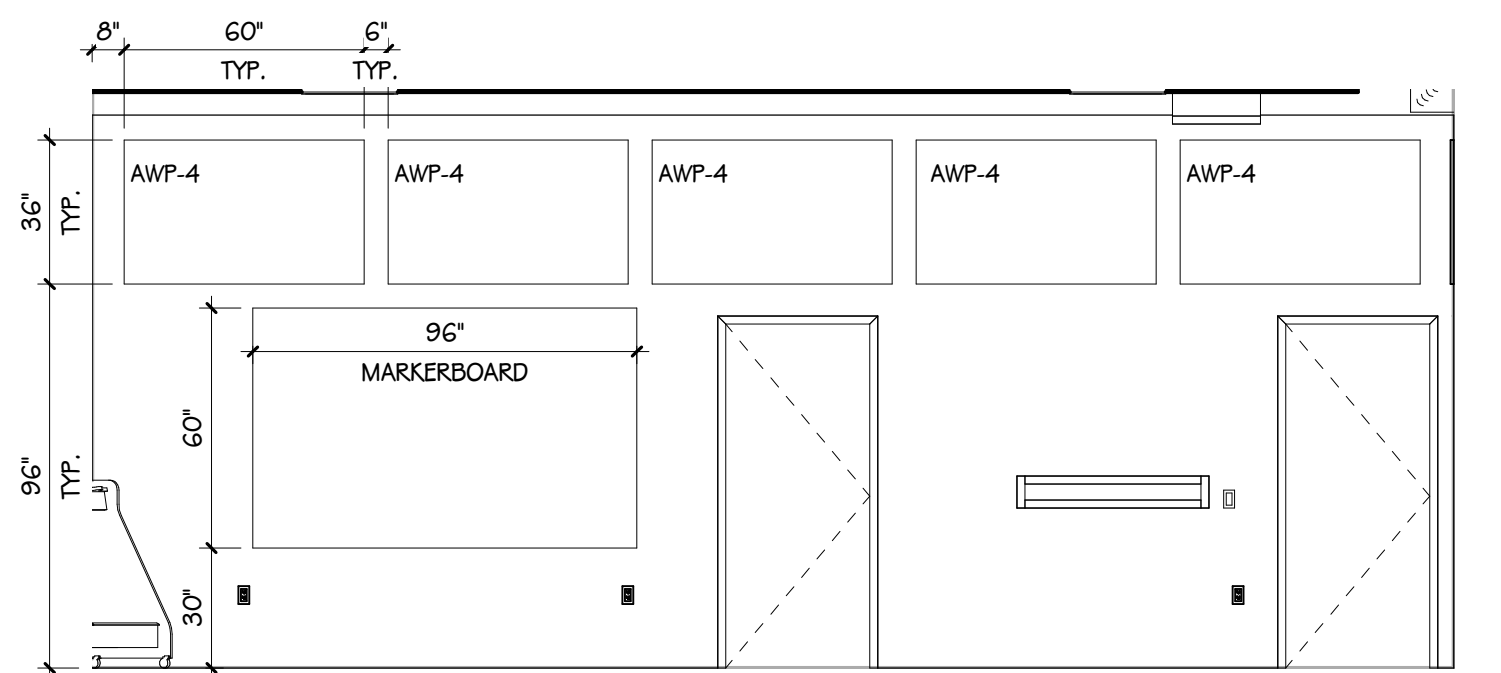 8" 60" 6"
TYP. TYP.
AWP-4 AWP-4 AWP-4 AWP-4 AWP-4
36"
TYP.
96"
MARKERBOARD
60"
96"
TYP.
30"